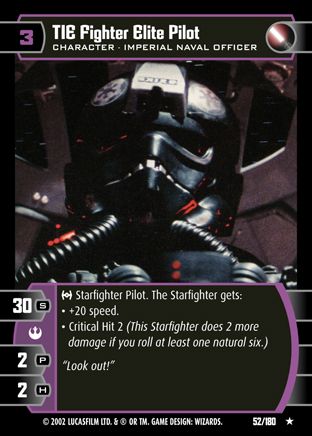 3
TIE Fighter Elite Pilot
CHARACTER · IMPERIAL NAVAL OFFICER
30 S
Starfighter Pilot. The Starfighter gets:
• +20 speed.
• Critical Hit 2 (This Starfighter does 2 more
damage if you roll at least one natural six.)
2 P
“Look out!”
2 H
© 2002 LUCASFILM LTD. & ® OR TM. GAME DESIGN: WIZARDS. 52/180